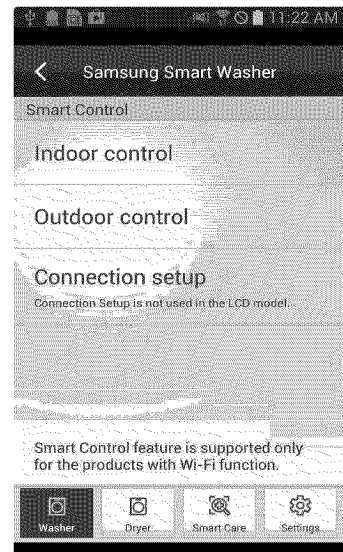 11:22 AM
Samsung Smart Washer
Smart Control
Indoor control
Outdoor control
Connection setup
Connection Setup is not used in the LCD model.
Smart Control feature is supported only
for the products with Wi-Fi function.
Washer Dryer Smart Care Settings